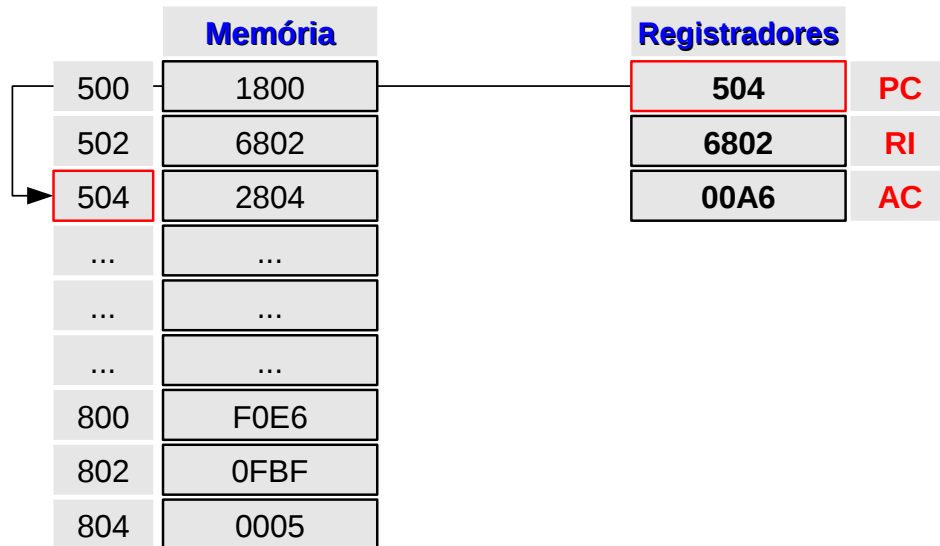 Memória Registradores
500 1800 504 PC
502 6802 6802 RI
504 2804 00A6 AC
... ...
... ...
... ...
800 F0E6
802 0FBF
804 0005